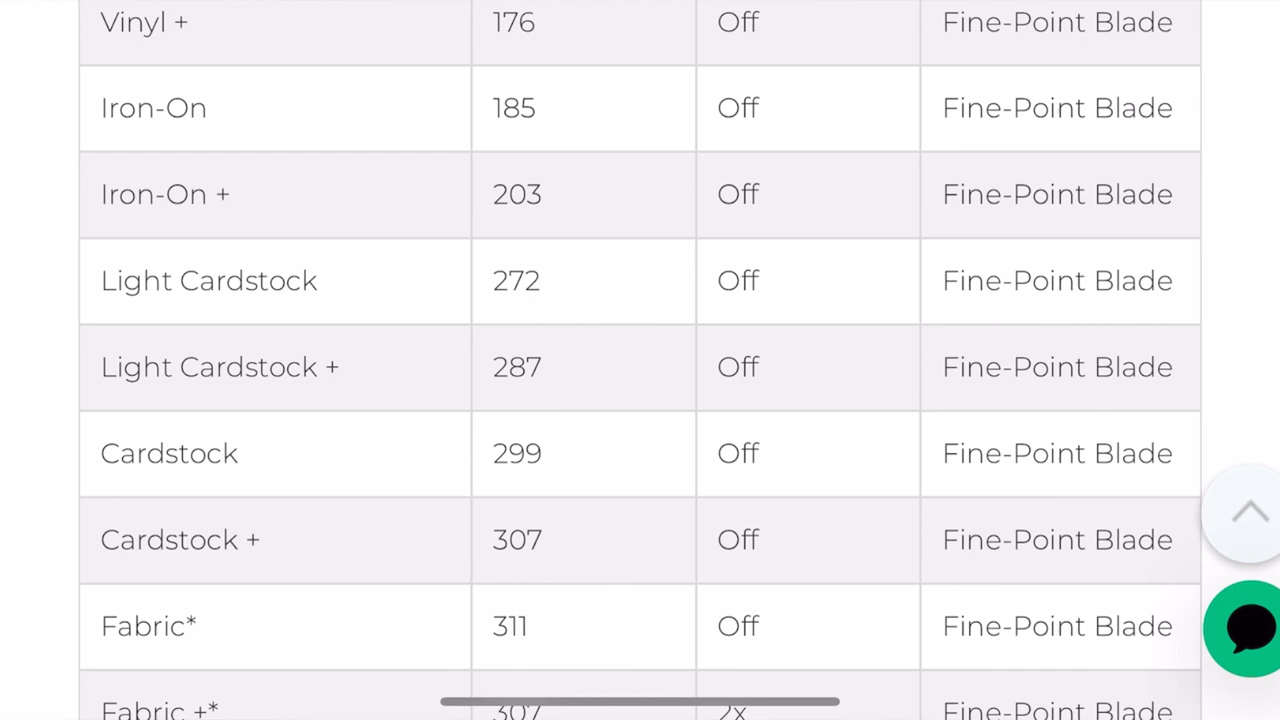 Vinyl + 176 Off Fine-Point Blade
Iron-On 185 Off Fine-Point Blade
Iron-On + 203 Off Fine-Point Blade
Light Cardstock 272 Off Fine-Point Blade
Light Cardstock + 287 Off Fine-Point Blade
Cardstock 299 Off Fine-Point Blade
Cardstock + 307 Off Fine-Point Blade
Fabric* 311 Off Fine-Point Blade
Fabric +* 307 2x Fine-Point Blade